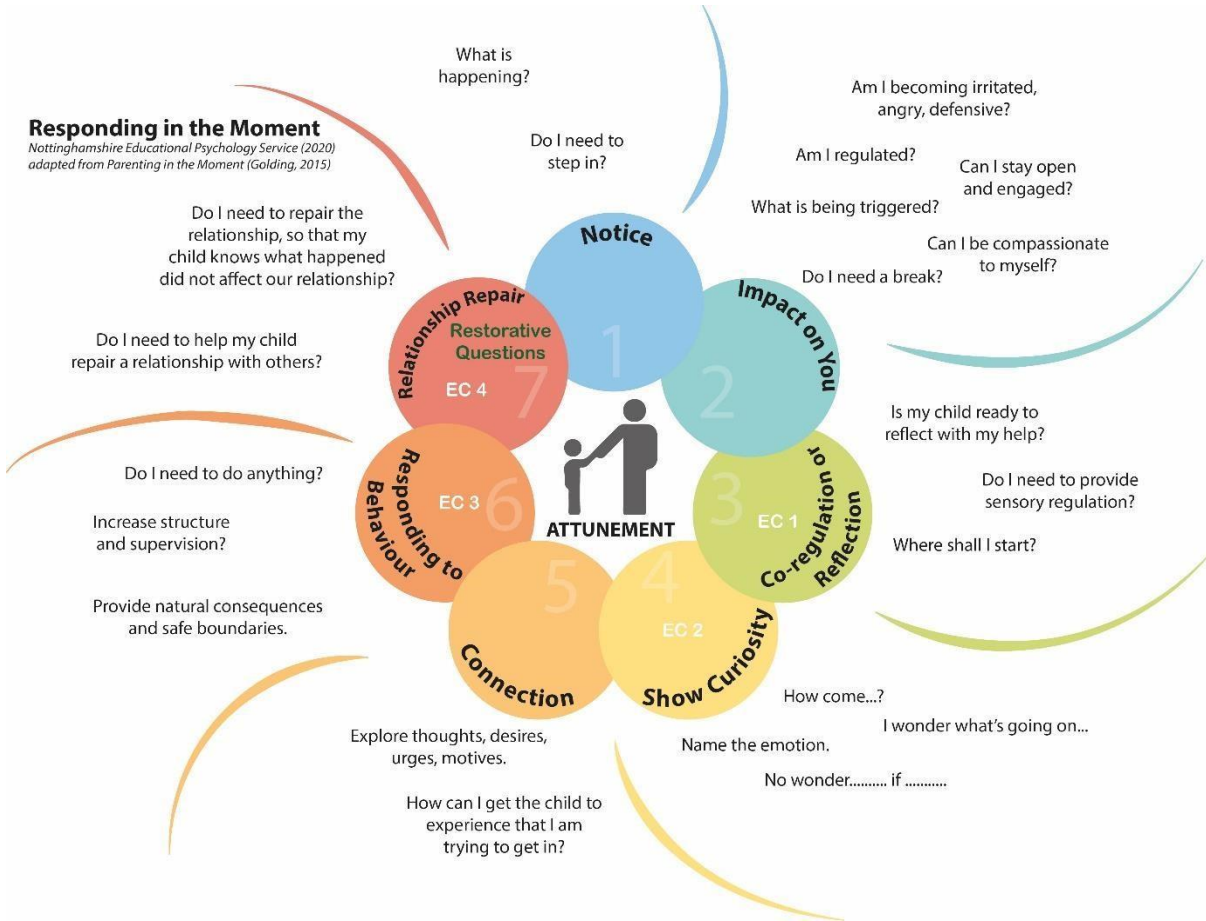 Responding in the Moment
Nottinghamshire Educational Psychology Service (2020)
adapted from Parenting in the Moment (Golding, 2015)
What is
happening?
Do I need to
step in?
Notice
1
Am I becoming irritated,
angry, defensive?
Am I regulated?
Can I stay open
and engaged?
What is being triggered?
Can I be compassionate
to myself?
Do I need a break?
Impact on You
2
Is my child ready to
reflect with my help?
Do I need to provide
sensory regulation?
Where shall I start?
Co-regulation or
Reflection
EC 1
3
How come...?
I wonder what's going on...
Name the emotion.
No wonder.......... if ...........
Show Curiosity
EC 2
4
Explore thoughts, desires,
urges, motives.
How can I get the child to
experience that I am
trying to get in?
Connection
5
Do I need to do anything?
Increase structure
and supervision?
Provide natural consequences
and safe boundaries.
Responding to
Behaviour
EC 3
6
Do I need to repair the
relationship, so that my
child knows what happened
did not affect our relationship?
Do I need to help my child
repair a relationship with others?
Relationship Repair
Restorative
Questions
EC 4
7
ATTUNEMENT